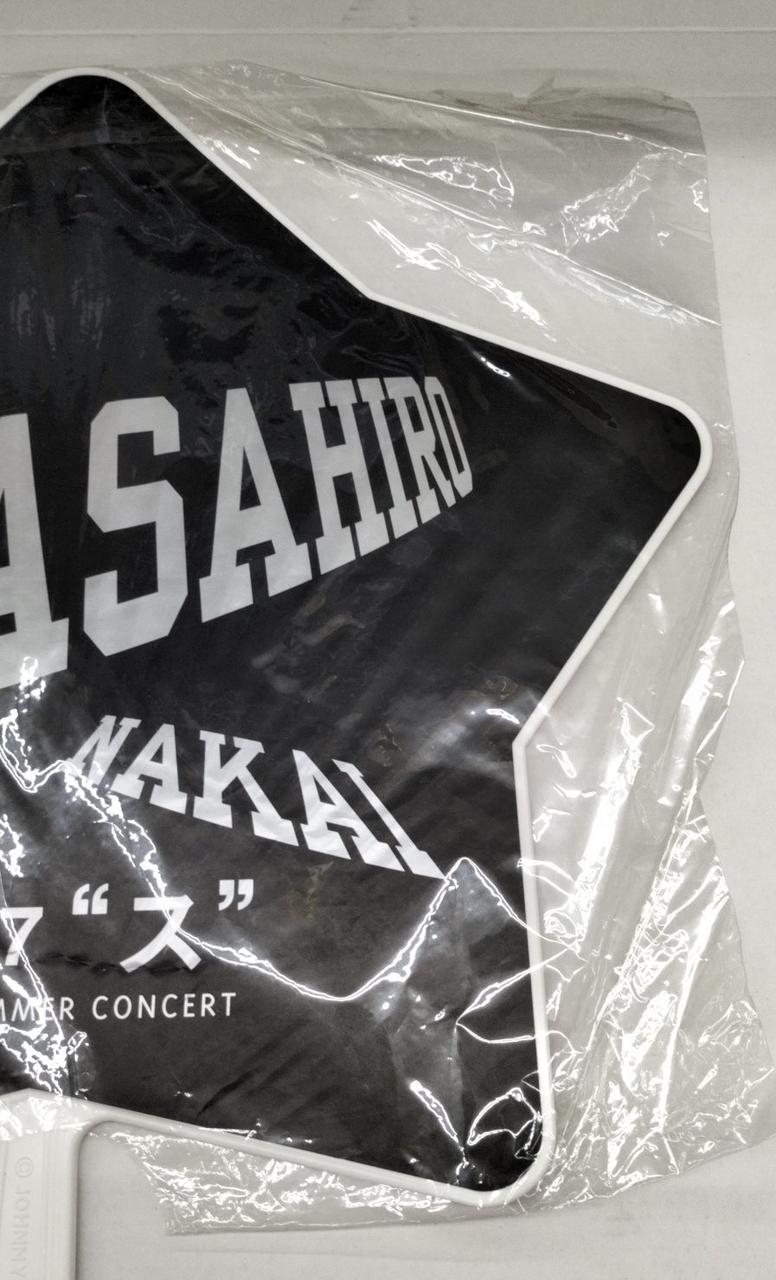 ASAHIRO
NAKAI
“ス”
MMER CONCERT
© JOHNNY